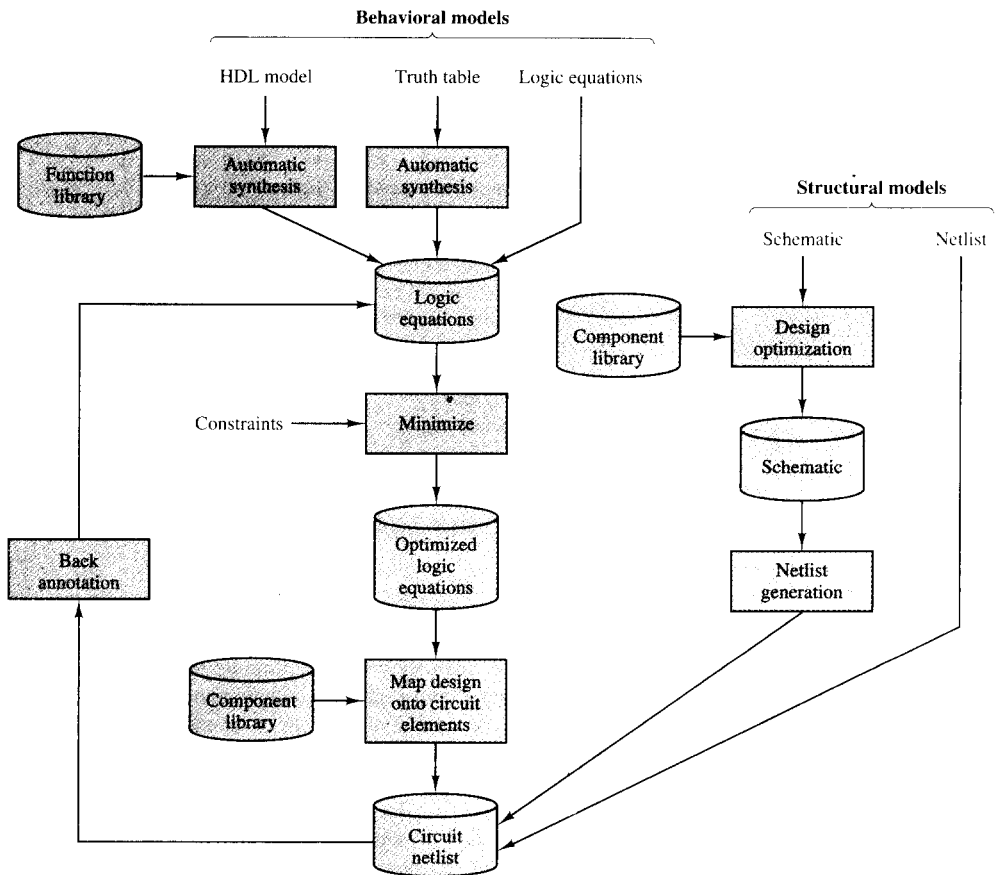 Behavioral models
HDL model
Truth table
Logic equations
Function
library
Automatic
synthesis
Automatic
synthesis
Structural models
Schematic
Netlist
Logic
equations
Component
library
Design
optimization
Constraints
Minimize
Schematic
Back
annotation
Optimized
logic
equations
Netlist
generation
Component
library
Map design
onto circuit
elements
Circuit
netlist